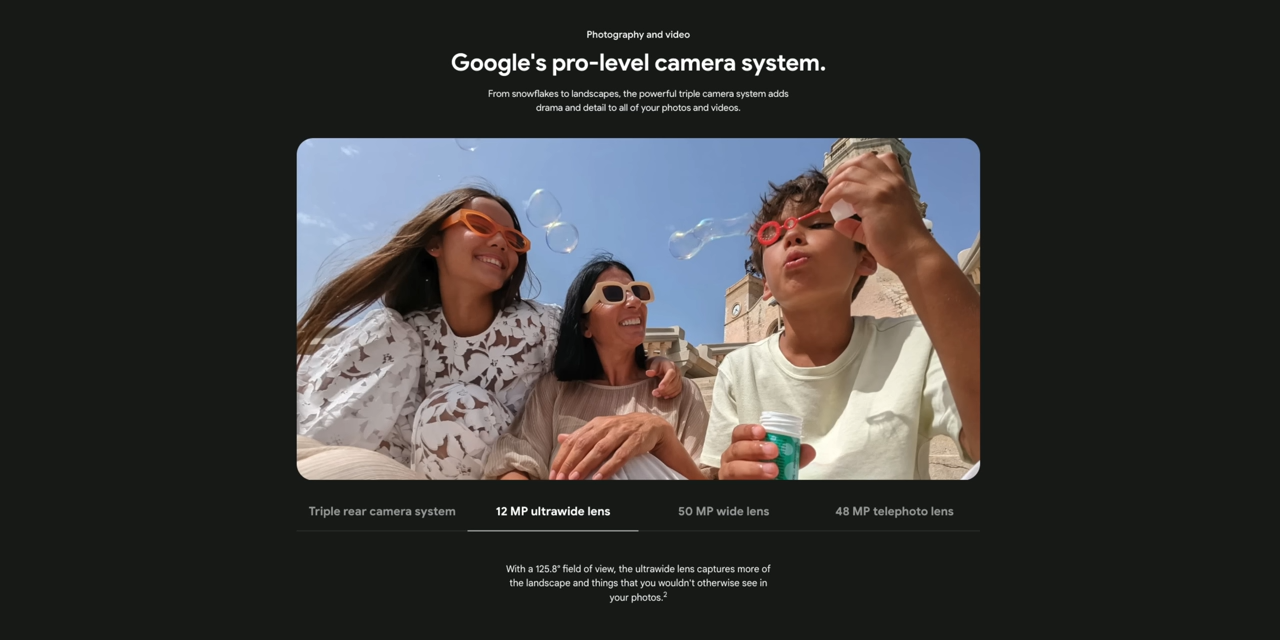 Photography and video
Google's pro-level camera system.
From snowflakes to landscapes, the powerful triple camera system adds
drama and detail to all of your photos and videos.
Triple rear camera system
12 MP ultrawide lens
50 MP wide lens
48 MP telephoto lens
With a 125.8° field of view, the ultrawide lens captures more of
the landscape and things that you wouldn't otherwise see in
your photos.²